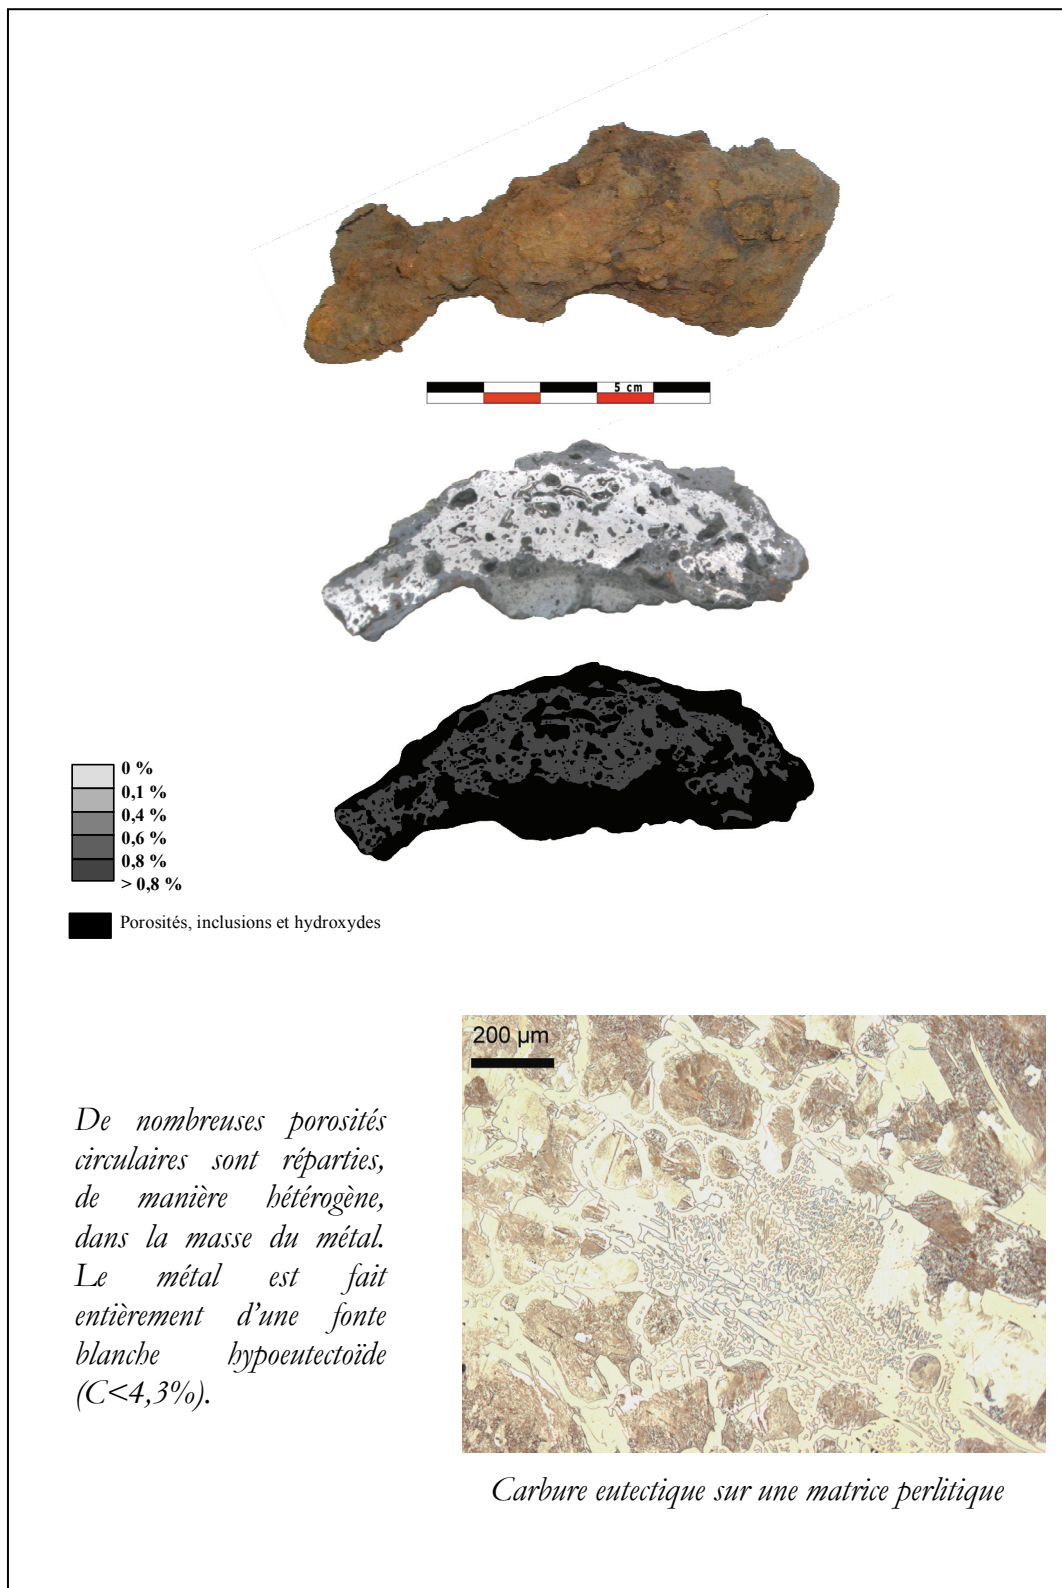 5 cm
0 %
0,1 %
0,4 %
0,6 %
0,8 %
> 0,8 %
Porosités, inclusions et hydroxydes
200 µm
De nombreuses porosités
circulaires sont réparties,
de manière hétérogène,
dans la masse du métal.
Le métal est fait
entièrement d'une fonte
blanche hypoeutectoïde
(C<4,3%).
Carbure eutectique sur une matrice perlitique